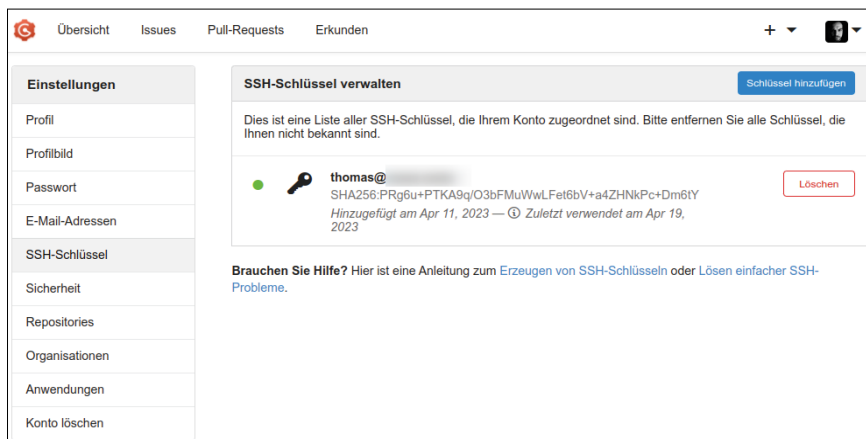 Übersicht Issues Pull-Requests Erkunden
Einstellungen
Profil
Profilbild
Passwort
E-Mail-Adressen
SSH-Schlüssel
Sicherheit
Repositories
Organisationen
Anwendungen
Konto löschen
SSH-Schlüssel verwalten Schlüssel hinzufügen
Dies ist eine Liste aller SSH-Schlüssel, die Ihrem Konto zugeordnet sind. Bitte entfernen Sie alle Schlüssel, die
Ihnen nicht bekannt sind.
thomas@
SHA256:PRg6u+PTKA9q/O3bFMuWwLFet6bV+a4ZHNkPc+Dm6tY
Hinzugefügt am Apr 11, 2023 — Zuletzt verwendet am Apr 19,
2023
Löschen
Brauchen Sie Hilfe? Hier ist eine Anleitung zum Erzeugen von SSH-Schlüsseln oder Lösen einfacher SSH-
Probleme.